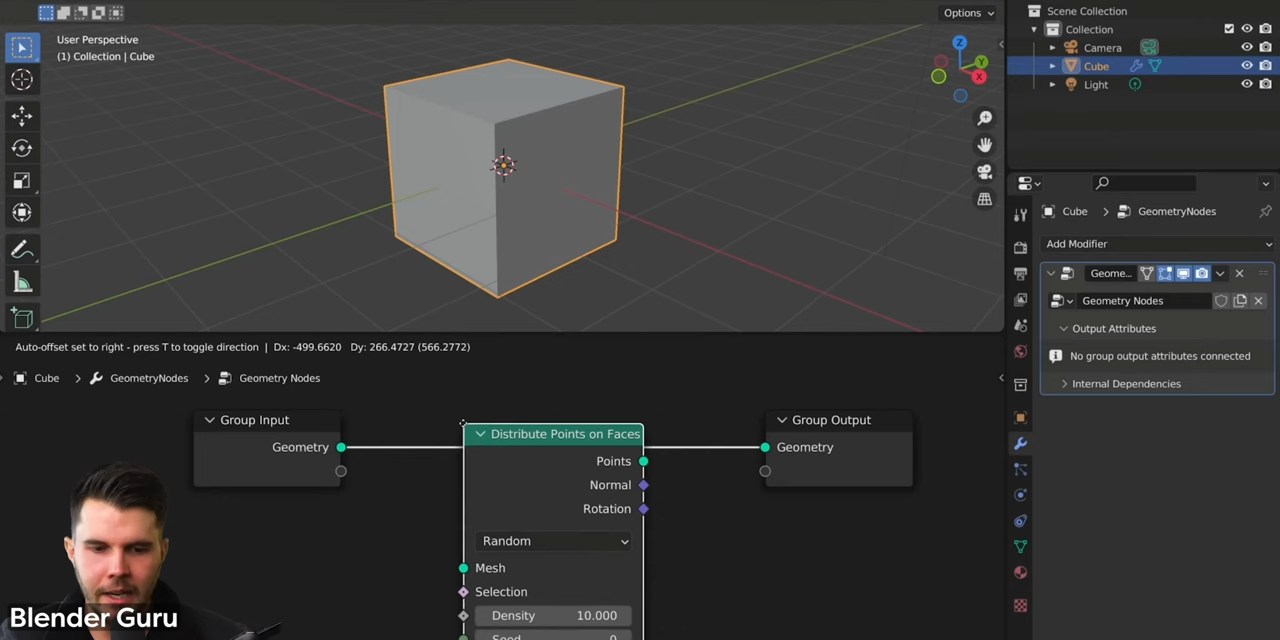 Options
User Perspective
(1) Collection | Cube
Z
Y
X
Scene Collection
Collection
Camera
Cube
Light
Cube > GeometryNodes
Add Modifier
Geome...
Geometry Nodes
Output Attributes
No group output attributes connected
Internal Dependencies
Auto-offset set to right - press T to toggle direction | Dx: -499.6620 Dy: 266.4727 (566.2772)
Cube > GeometryNodes > Geometry Nodes
Group Input
Geometry
Distribute Points on Faces
Points
Normal
Rotation
Random
Mesh
Selection
Density 10.000
Seed 0
Group Output
Geometry
Blender Guru